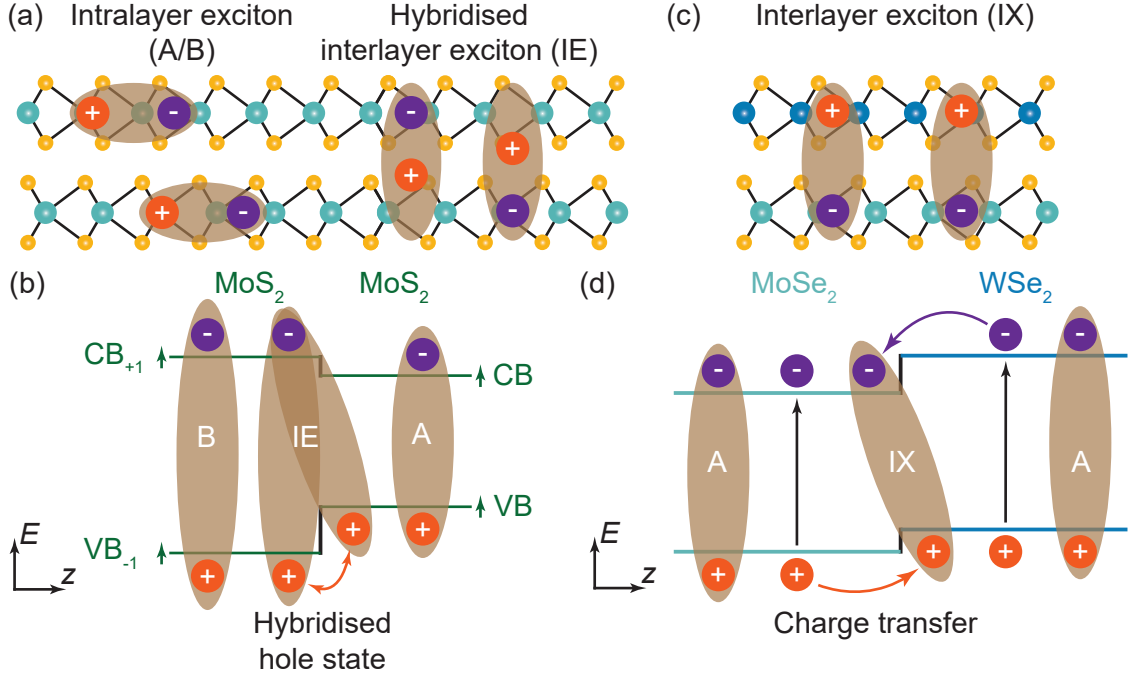 (a)
Intralayer exciton
(A/B)
Hybridised
interlayer exciton (IE)
+
-
-
+
+
+
-
-
(c)
Interlayer exciton (IX)
+
+
-
-
(b)
MoS₂
MoS₂
-
-
-
CB₊₁
CB
B
IE
A
VB
VB₋₁
+
+
+
+
E
z
Hybridised
hole state
(d)
MoSe₂
WSe₂
-
-
-
-
-
A
IX
A
+
+
+
+
+
E
z
Charge transfer